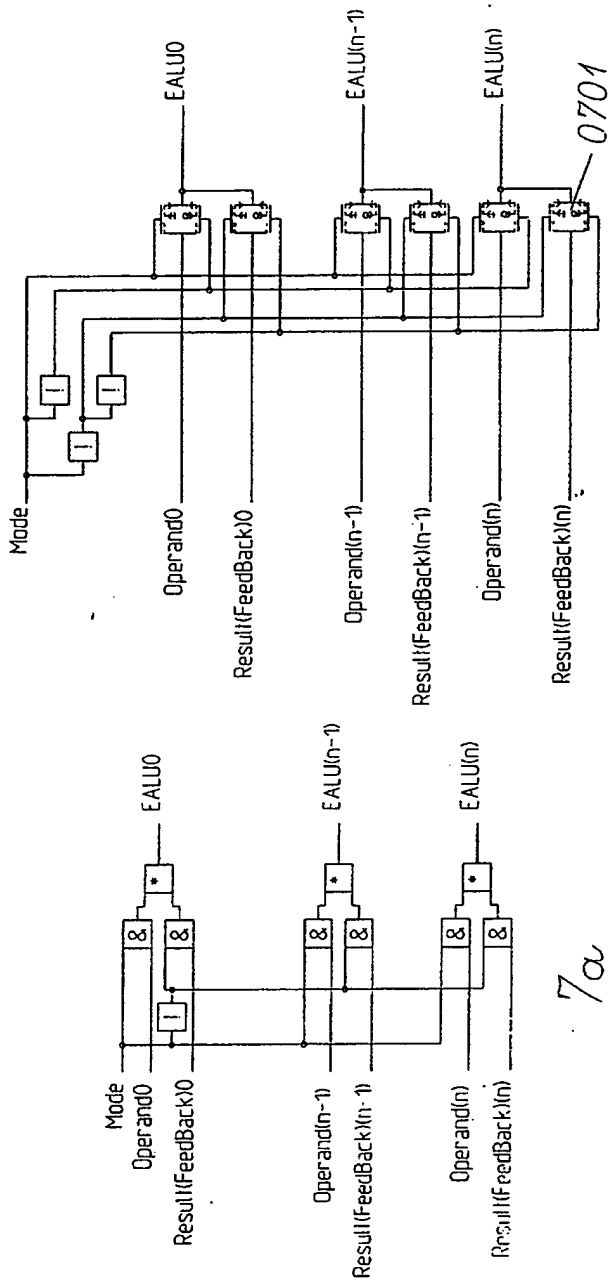 Mode
Operand0
Result(FeedBack)0
Operand(n-1)
Result(FeedBack)(n-1)
Operand(n)
Result(FeedBack)(n)
!
&
&
*
&
&
*
&
&
*
EALU0
EALU(n-1)
EALU(n)
7a
Mode
Operand0
Result(FeedBack)0
Operand(n-1)
Result(FeedBack)(n-1)
Operand(n)
Result(FeedBack)(n)
!
!
!
EALU0
EALU(n-1)
EALU(n)
0701